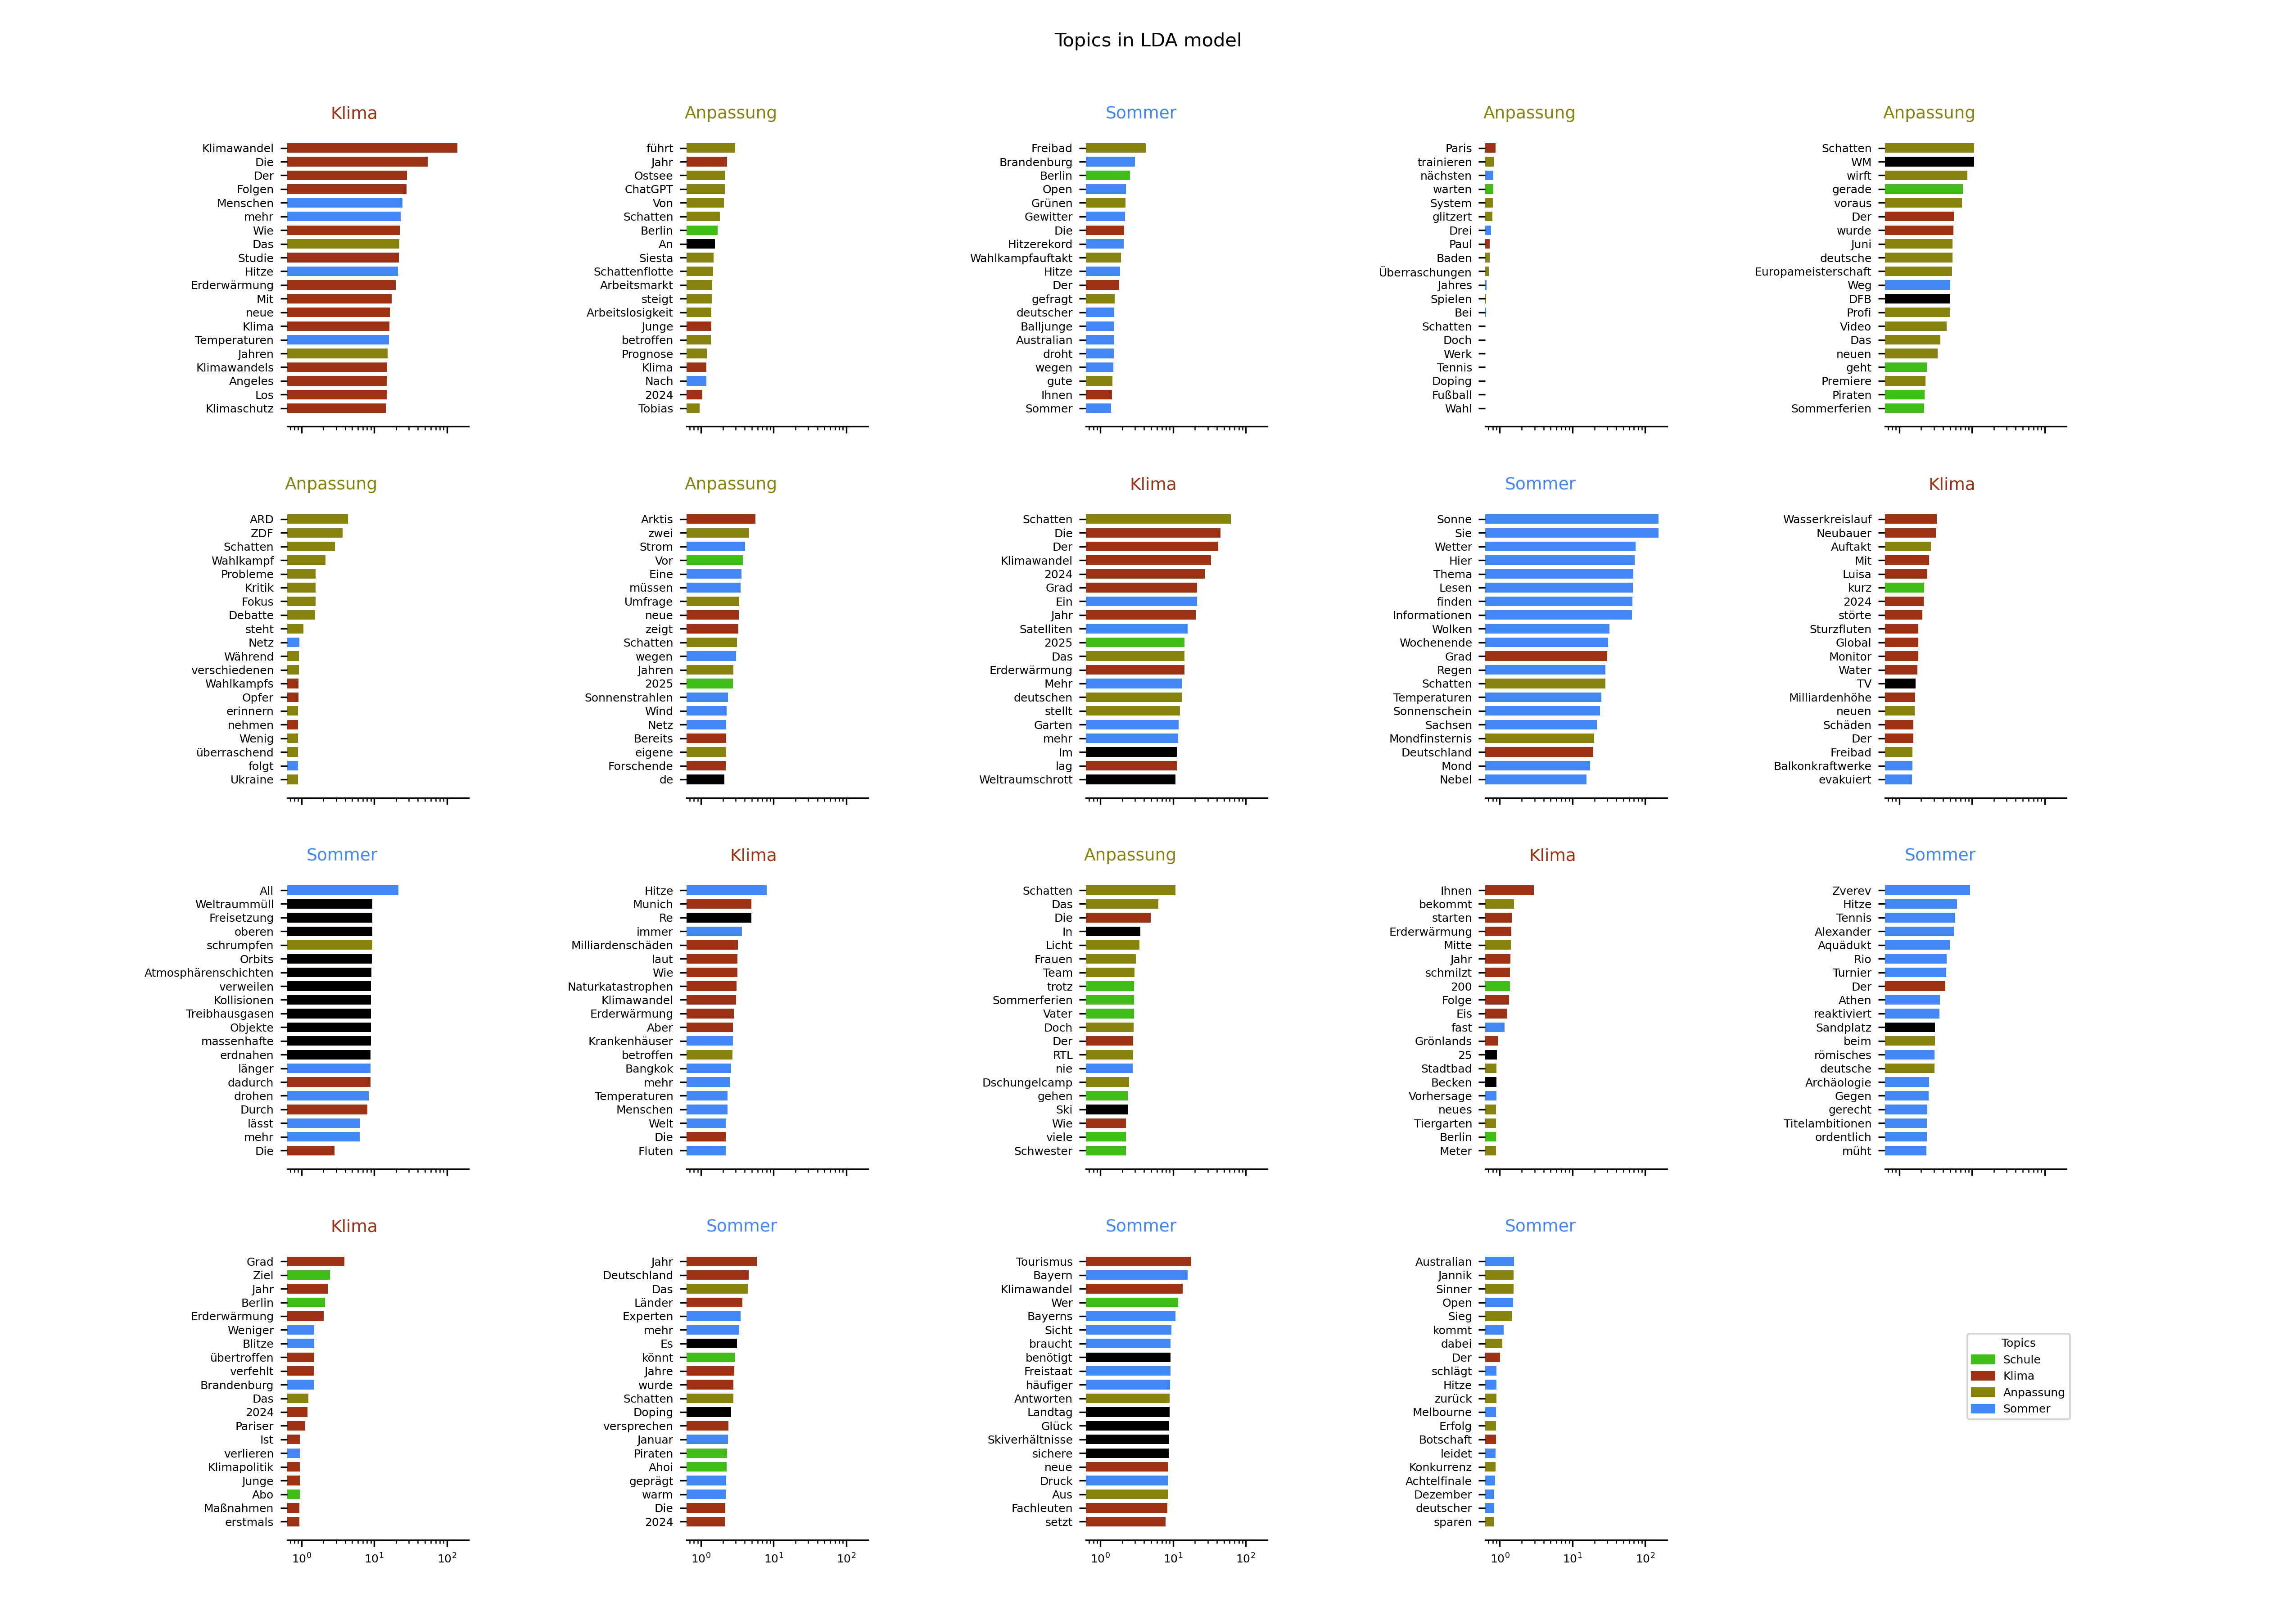 Topics in LDA model
Klima
Klimawandel
Die
Der
Folgen
Menschen
mehr
Wie
Das
Studie
Hitze
Erderwärmung
Mit
neue
Klima
Temperaturen
Jahren
Klimawandels
Angeles
Los
Klimaschutz
Anpassung
führt
Jahr
Ostsee
ChatGPT
Von
Schatten
Berlin
An
Siesta
Schattenflotte
Arbeitsmarkt
steigt
Arbeitslosigkeit
Junge
betroffen
Prognose
Klima
Nach
2024
Tobias
Sommer
Freibad
Brandenburg
Berlin
Open
Grünen
Gewitter
Die
Hitzerekord
Wahlkampfauftakt
Hitze
Der
gefragt
deutscher
Balljunge
Australian
droht
wegen
gute
Ihnen
Sommer
Anpassung
Paris
trainieren
nächsten
warten
System
glitzert
Drei
Paul
Baden
Überraschungen
Jahres
Spielen
Bei
Schatten
Doch
Werk
Tennis
Doping
Fußball
Wahl
Anpassung
Schatten
WM
wirft
gerade
voraus
Der
wurde
Juni
deutsche
Europameisterschaft
Weg
DFB
Profi
Video
Das
neuen
geht
Premiere
Piraten
Sommerferien
Anpassung
ARD
ZDF
Schatten
Wahlkampf
Probleme
Kritik
Fokus
Debatte
steht
Netz
Während
verschiedenen
Wahlkampfs
Opfer
erinnern
nehmen
Wenig
überraschend
folgt
Ukraine
Anpassung
Arktis
zwei
Strom
Vor
Eine
müssen
Umfrage
neue
zeigt
Schatten
wegen
Jahren
2025
Sonnenstrahlen
Wind
Netz
Bereits
eigene
Forschende
de
Klima
Schatten
Die
Der
Klimawandel
2024
Grad
Ein
Jahr
Satelliten
2025
Das
Erderwärmung
Mehr
deutschen
stellt
Garten
mehr
Im
lag
Weltraumschrott
Sommer
Sonne
Sie
Wetter
Hier
Thema
Lesen
finden
Informationen
Wolken
Wochenende
Grad
Regen
Schatten
Temperaturen
Sonnenschein
Sachsen
Mondfinsternis
Deutschland
Mond
Nebel
Klima
Wasserkreislauf
Neubauer
Auftakt
Mit
Luisa
kurz
2024
störte
Sturzfluten
Global
Monitor
Water
TV
Milliardenhöhe
neuen
Schäden
Der
Freibad
Balkonkraftwerke
evakuiert
Sommer
All
Weltraummüll
Freisetzung
oberen
schrumpfen
Orbits
Atmosphärenschichten
verweilen
Kollisionen
Treibhausgasen
Objekte
massenhafte
erdnahen
länger
dadurch
drohen
Durch
lässt
mehr
Die
Klima
Hitze
Munich
Re
immer
Milliardenschäden
laut
Wie
Naturkatastrophen
Klimawandel
Erderwärmung
Aber
Krankenhäuser
betroffen
Bangkok
mehr
Temperaturen
Menschen
Welt
Die
Fluten
Anpassung
Schatten
Das
Die
In
Licht
Frauen
Team
trotz
Sommerferien
Vater
Doch
Der
RTL
nie
Dschungelcamp
gehen
Ski
Wie
viele
Schwester
Klima
Ihnen
bekommt
starten
Erderwärmung
Mitte
Jahr
schmilzt
200
Folge
Eis
fast
Grönlands
25
Stadtbad
Becken
Vorhersage
neues
Tiergarten
Berlin
Meter
Sommer
Zverev
Hitze
Tennis
Alexander
Aquädukt
Rio
Turnier
Der
Athen
reaktiviert
Sandplatz
beim
römisches
deutsche
Archäologie
Gegen
gerecht
Titelambitionen
ordentlich
müht
Klima
Grad
Ziel
Jahr
Berlin
Erderwärmung
Weniger
Blitze
übertroffen
verfehlt
Brandenburg
Das
2024
Pariser
Ist
verlieren
Klimapolitik
Junge
Abo
Maßnahmen
erstmals
10⁰ 10¹ 10²
Sommer
Jahr
Deutschland
Das
Länder
Experten
mehr
Es
könnt
Jahre
wurde
Schatten
Doping
versprechen
Januar
Piraten
Ahoi
geprägt
warm
Die
2024
10⁰ 10¹ 10²
Sommer
Tourismus
Bayern
Klimawandel
Wer
Bayerns
Sicht
braucht
benötigt
Freistaat
häufiger
Antworten
Landtag
Glück
Skiverhältnisse
sichere
neue
Druck
Aus
Fachleuten
setzt
10⁰ 10¹ 10²
Sommer
Australian
Jannik
Sinner
Open
Sieg
kommt
dabei
Der
schlägt
Hitze
zurück
Melbourne
Erfolg
Botschaft
leidet
Konkurrenz
Achtelfinale
Dezember
deutscher
sparen
10⁰ 10¹ 10²
Topics
Schule
Klima
Anpassung
Sommer